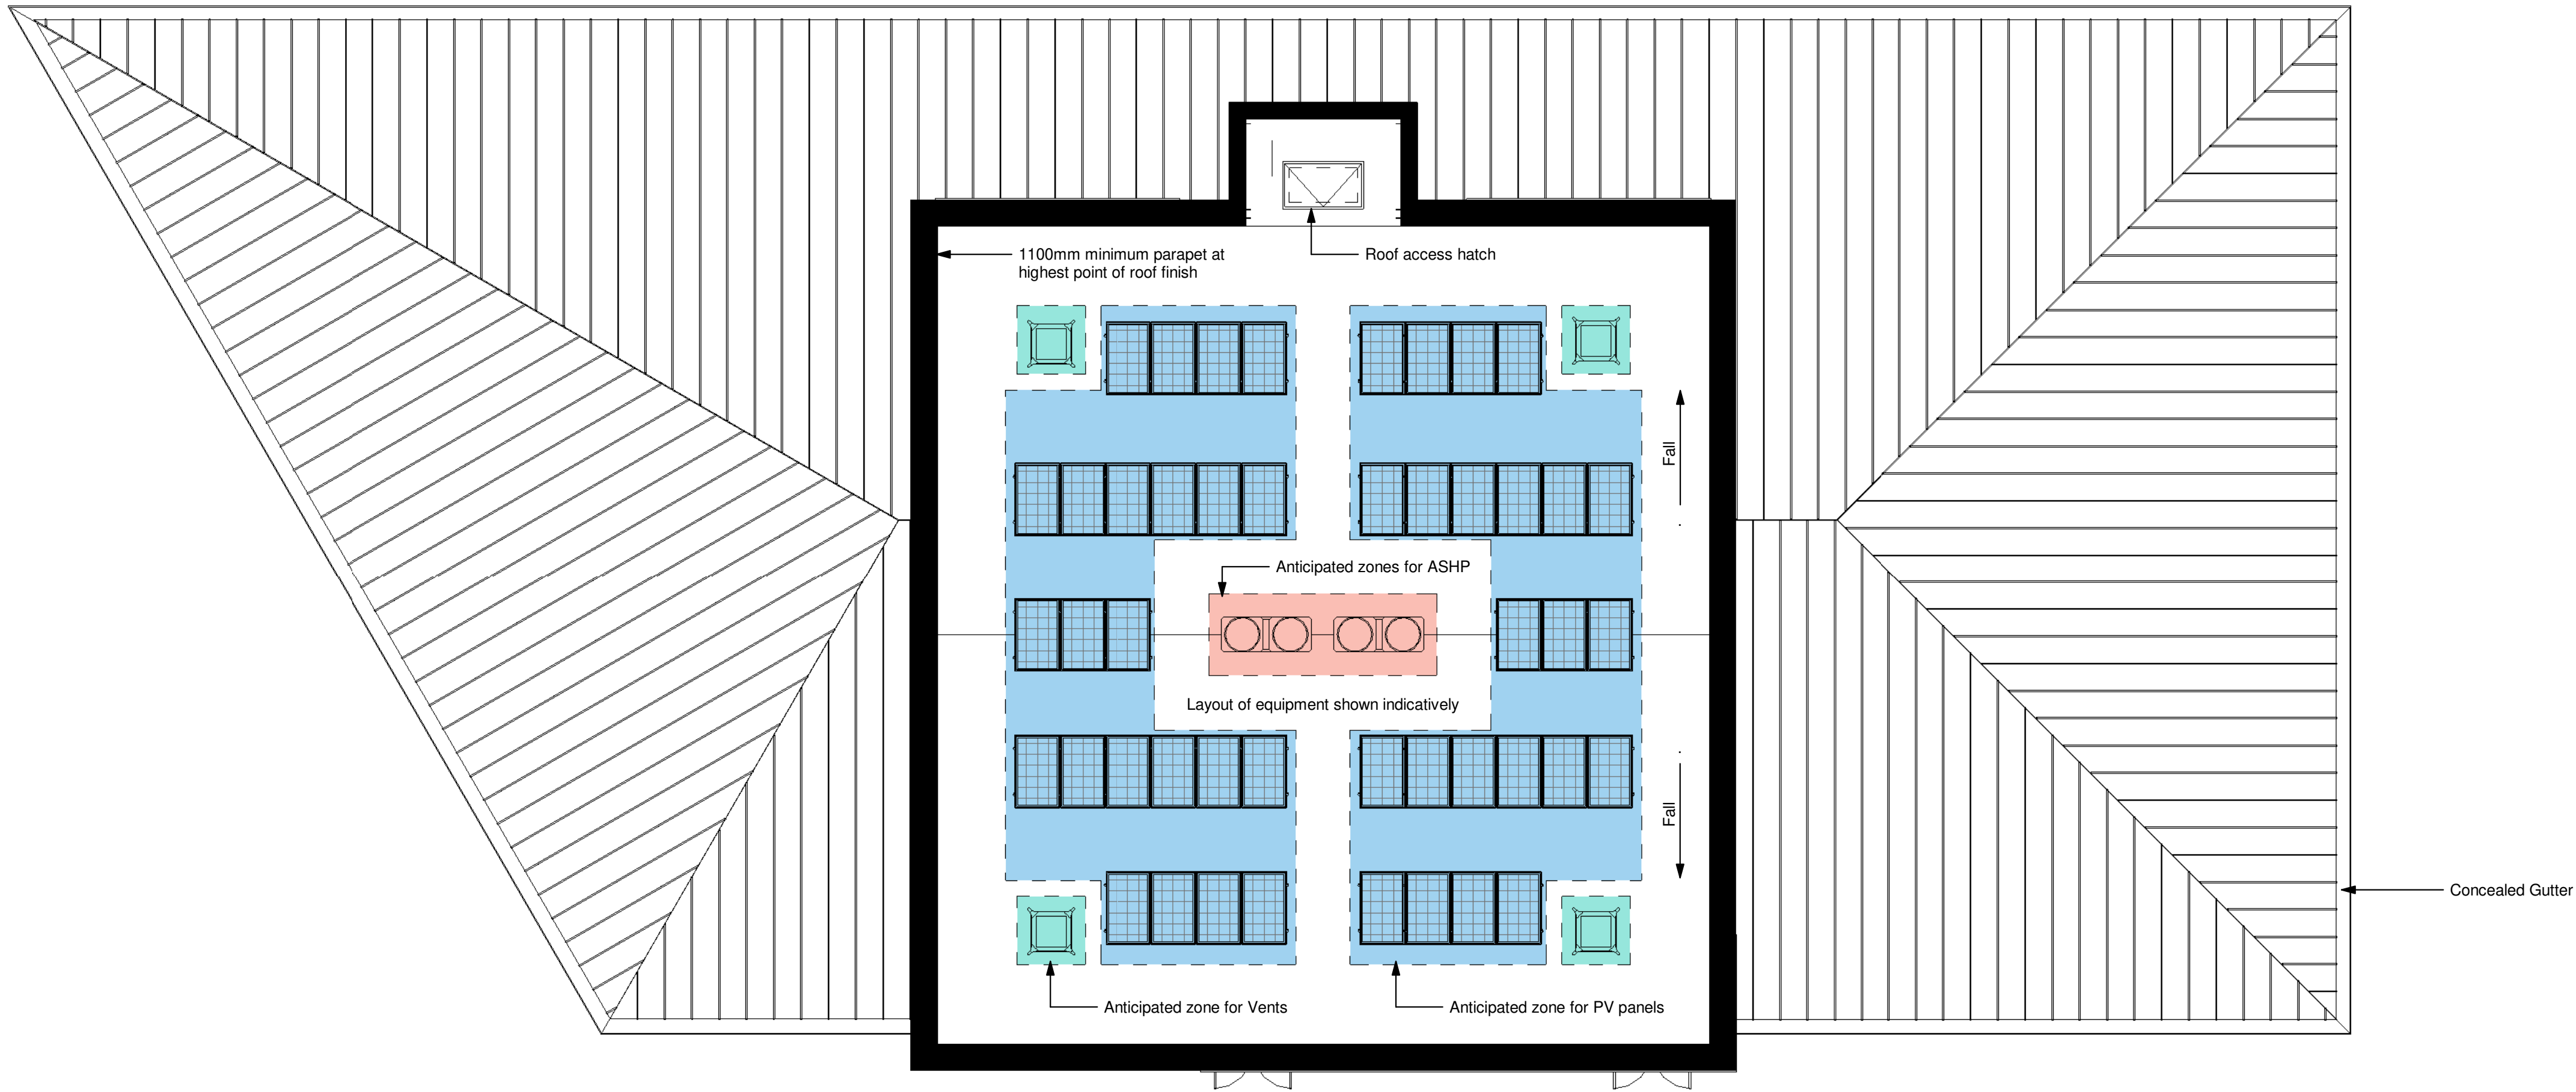 1100mm minimum parapet at
highest point of roof finish
Roof access hatch
Fall
Anticipated zones for ASHP
Layout of equipment shown indicatively
Fall
Concealed Gutter
Anticipated zone for Vents
Anticipated zone for PV panels